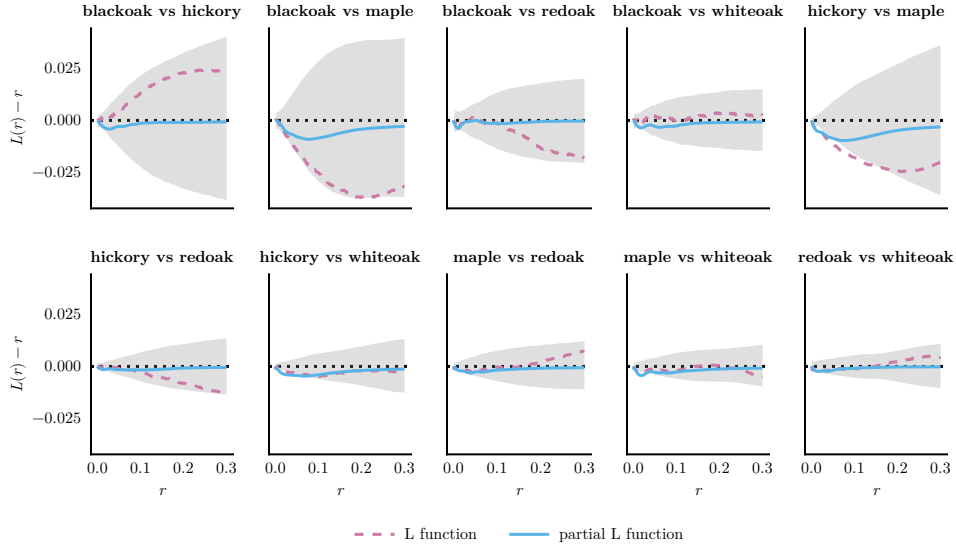 blackoak vs hickory
blackoak vs maple
blackoak vs redoak
blackoak vs whiteoak
hickory vs maple
L(r) − r
0.025
0.000
−0.025
hickory vs redoak
hickory vs whiteoak
maple vs redoak
maple vs whiteoak
redoak vs whiteoak
L(r) − r
0.025
0.000
−0.025
0.0 0.1 0.2 0.3
0.0 0.1 0.2 0.3
0.0 0.1 0.2 0.3
0.0 0.1 0.2 0.3
0.0 0.1 0.2 0.3
r
r
r
r
r
L function
partial L function